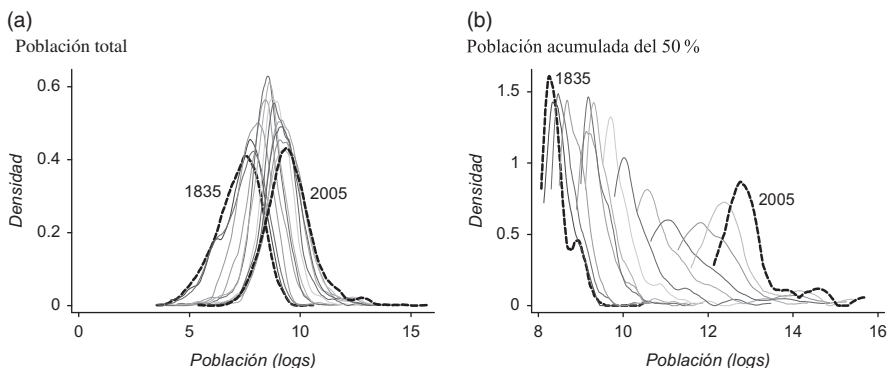 (a)
Población total
Densidad
0.6
0.4
0.2
0
1835
2005
0
5
10
15
Población (logs)
(b)
Población acumulada del 50 %
Densidad
1.5
1
0.5
0
1835
2005
8
10
12
14
16
Población (logs)